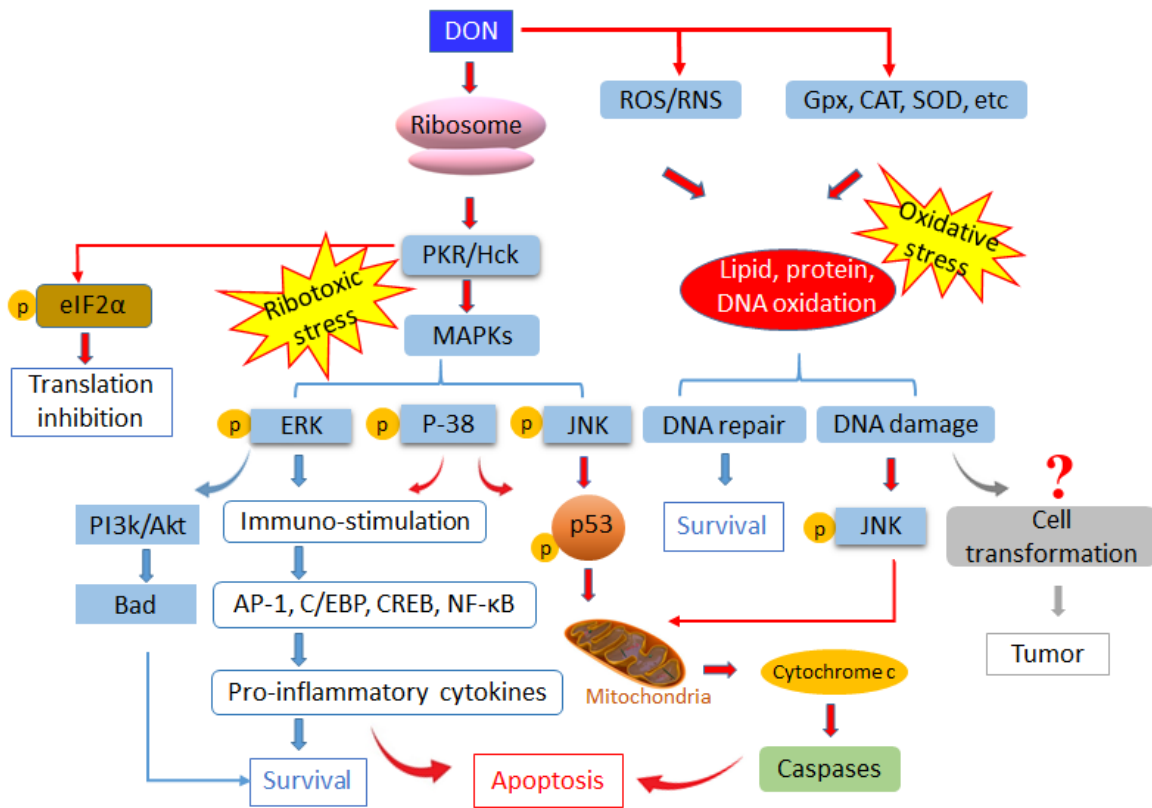 DON
ROS/RNS
Gpx, CAT, SOD, etc
Ribosome
Oxidative
stress
PKR/Hck
Lipid, protein,
DNA oxidation
Ribotoxic
stress
p
eIF2α
MAPKs
Translation
inhibition
p
ERK
p
P-38
p
JNK
DNA repair
DNA damage
?
PI3k/Akt
Immuno-stimulation
p53
p
Survival
p
JNK
Cell
transformation
Bad
AP-1, C/EBP, CREB, NF-κB
Tumor
Mitochondria
Cytochrome c
Pro-inflammatory cytokines
Survival
Apoptosis
Caspases